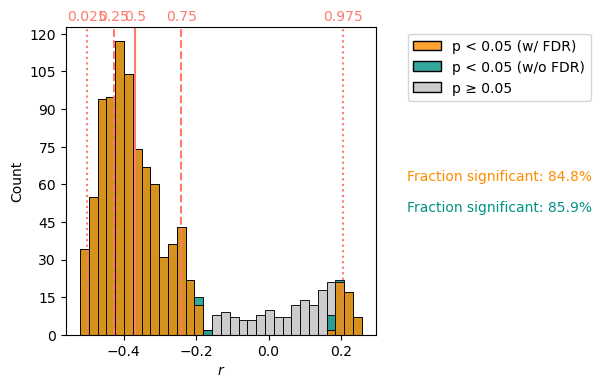 0.025 0.25 0.5 0.75 0.975
120
105
90
75
60
45
30
15
0
Count
−0.4 −0.2 0.0 0.2
r
p < 0.05 (w/ FDR)
p < 0.05 (w/o FDR)
p ≥ 0.05
Fraction significant: 84.8%
Fraction significant: 85.9%